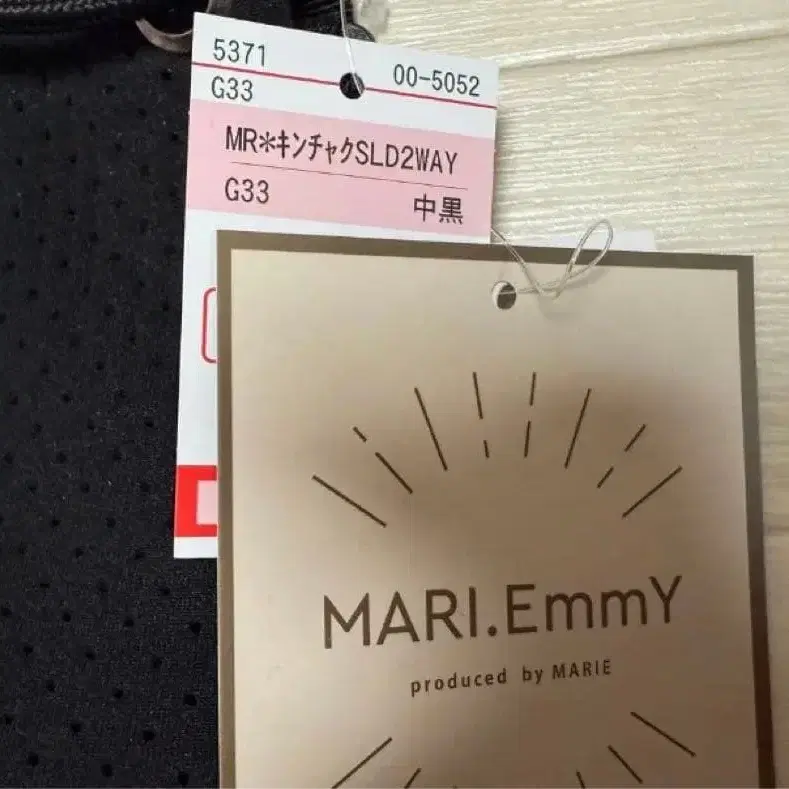 5371
00-5052
G33
MR*ｷﾝﾁｬｸSLD2WAY
G33
中黒
MARI.EmmY
produced by MARIE